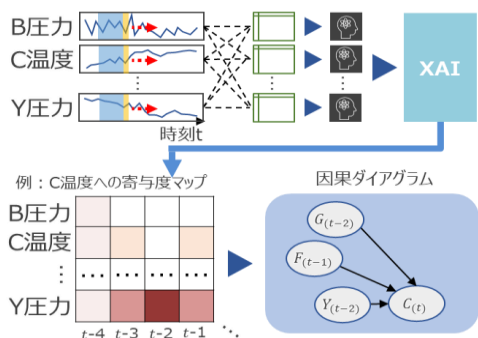 B圧力
C温度
⋮
Y圧力
時刻t
XAI
例：C温度への寄与度マップ
B圧力
C温度
⋮
Y圧力
t-4 t-3 t-2 t-1 ⋱
因果ダイアグラム
G(t−2)
F(t−1)
Y(t−2)
C(t)